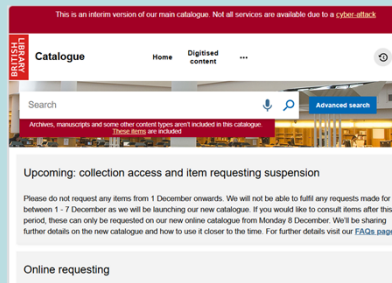 This is an interim version of our main catalogue. Not all services are available due to a cyber-attack
BRITISH
LIBRARY
Catalogue
Home
Digitised
content
...
Search
Advanced search
Archives, manuscripts and some other content types aren't included in this catalogue.
These items are included
Upcoming: collection access and item requesting suspension
Please do not request any items from 1 December onwards. We will not be able to fulfil any requests made for
between 1 - 7 December as we will be launching our new catalogue. If you would like to consult items after this
period, these can only be requested on our new online catalogue from Monday 8 December. We'll be sharing
further details on the new catalogue and how to use it closer to the time. For further details visit our FAQs page
Online requesting